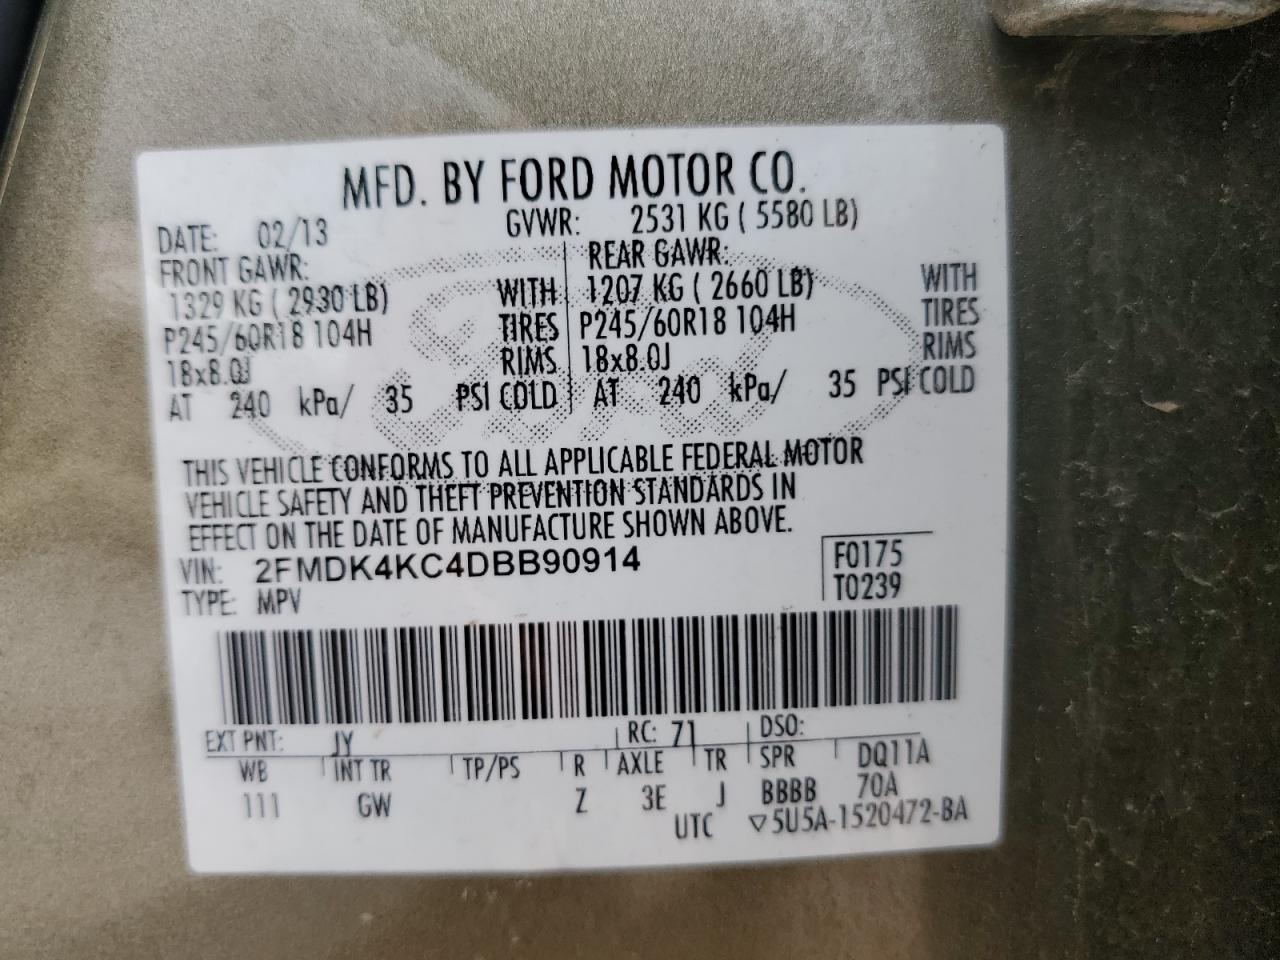 MFD. BY FORD MOTOR CO.
DATE: 02/13 GVWR: 2531 KG ( 5580 LB)
FRONT GAWR: REAR GAWR:
1329 KG ( 2930 LB) WITH 1207 KG ( 2660 LB) WITH
P245/60R18 104H TIRES P245/60R18 104H TIRES
18x8.0J RIMS 18x8.0J RIMS
AT 240 kPa/ 35 PSI COLD AT 240 kPa/ 35 PSI COLD
THIS VEHICLE CONFORMS TO ALL APPLICABLE FEDERAL MOTOR
VEHICLE SAFETY AND THEFT PREVENTION STANDARDS IN
EFFECT ON THE DATE OF MANUFACTURE SHOWN ABOVE.
VIN: 2FMDK4KC4DBB90914 F0175
TYPE: MPV T0239
EXT PNT: JY RC: 71 DSO:
WB INT TR TP/PS R AXLE TR SPR DQ11A
111 GW Z 3E J BBBB 70A
UTC ▽5U5A-1520472-BA